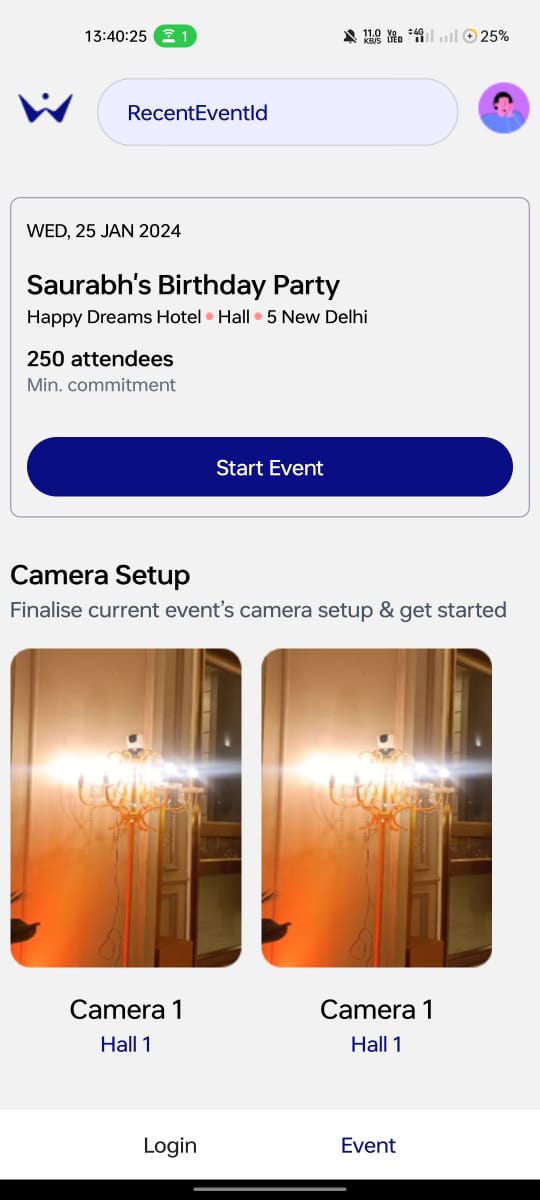 13:40:25 1 11.0 KB/S VO LTED 4G 25%
RecentEventId
WED, 25 JAN 2024
Saurabh's Birthday Party
Happy Dreams Hotel • Hall • 5 New Delhi
250 attendees
Min. commitment
Start Event
Camera Setup
Finalise current event’s camera setup & get started
Camera 1 Camera 1
Hall 1 Hall 1
Login Event